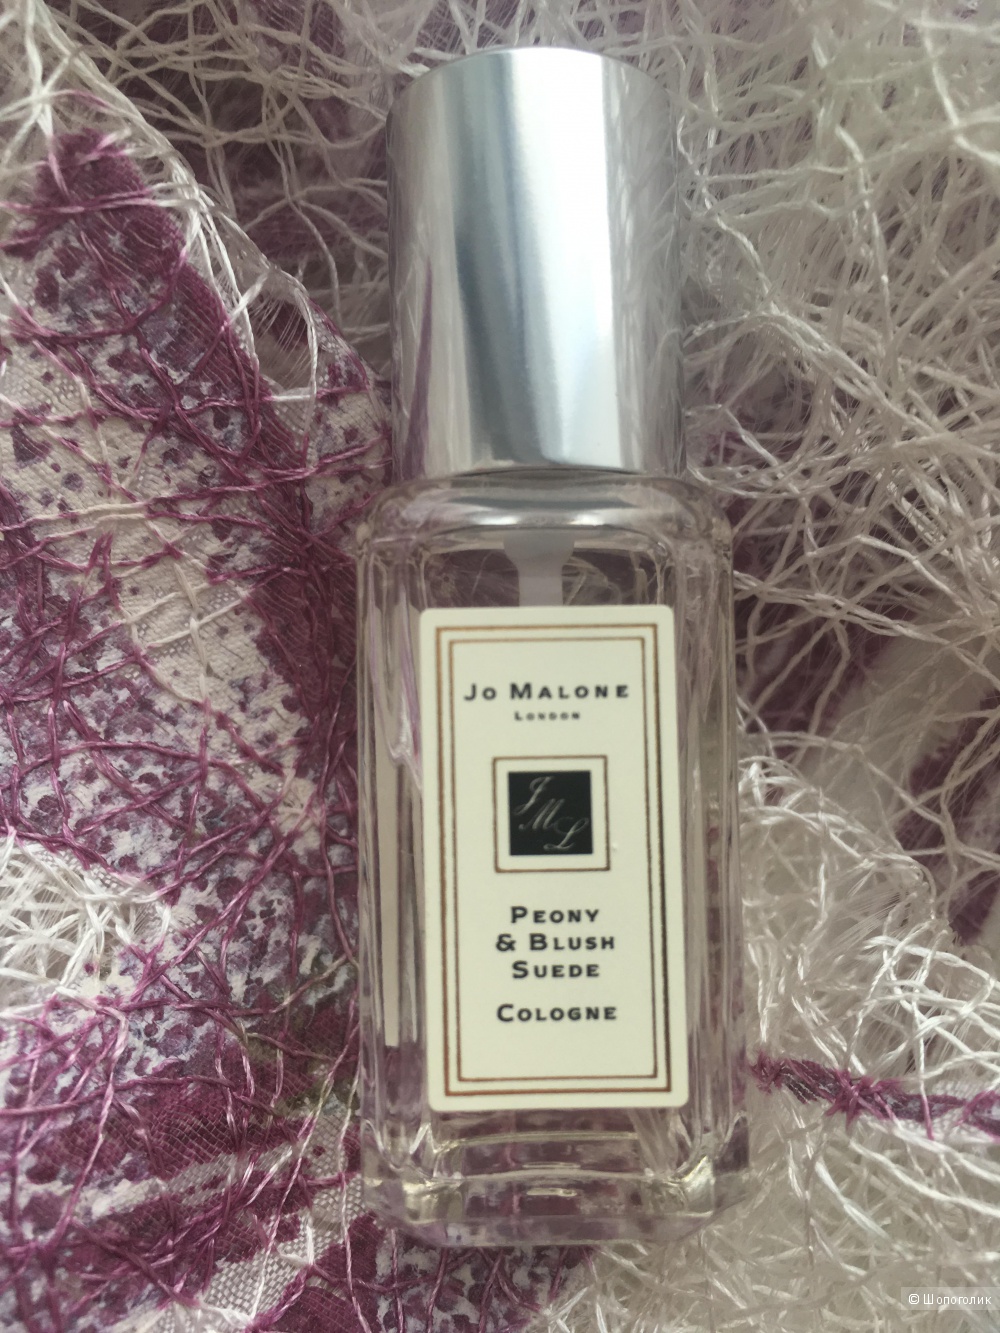 Jo Malone
London
JML
Peony
& Blush
Suede
Cologne
© Шопоголик